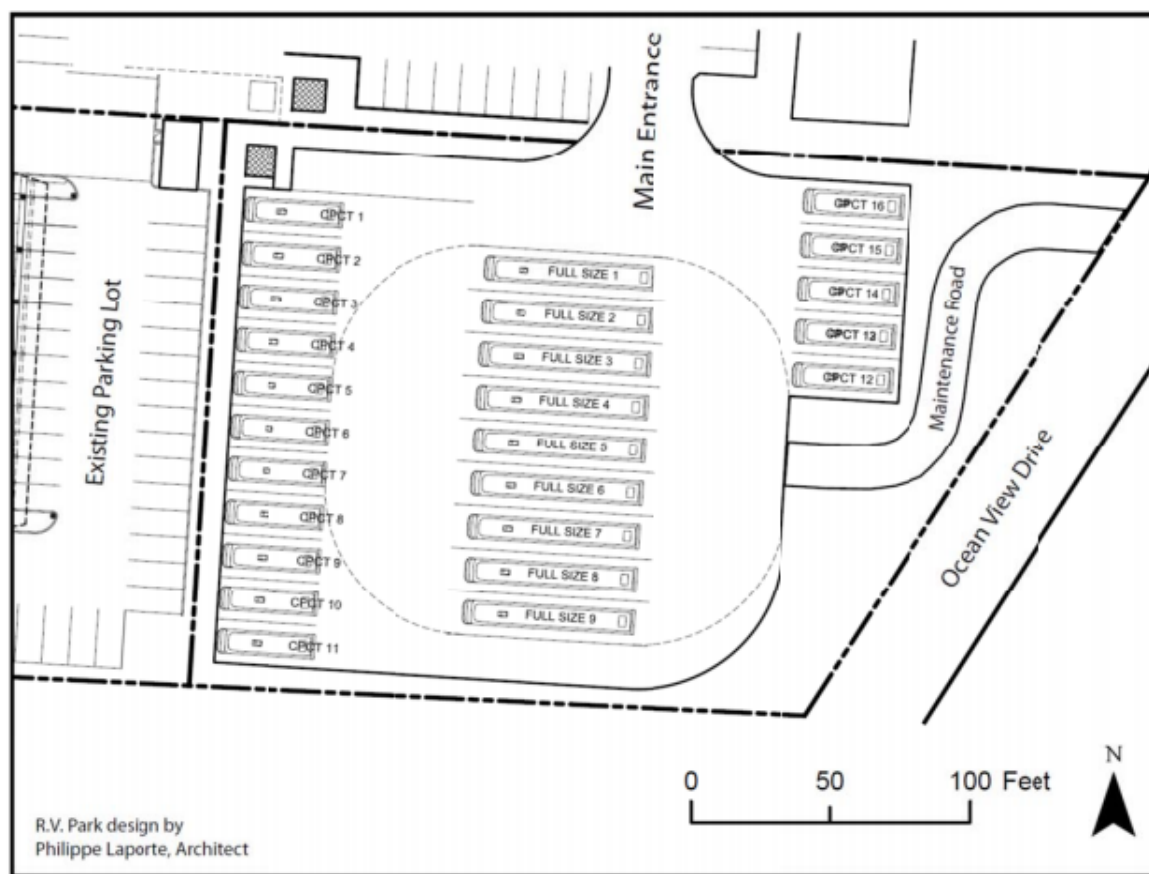 Main Entrance
CPCT 1
CPCT 2
CPCT 3
CPCT 4
CPCT 5
CPCT 6
CPCT 7
CPCT 8
CPCT 9
CPCT 10
CPCT 11
FULL SIZE 1
FULL SIZE 2
FULL SIZE 3
FULL SIZE 4
FULL SIZE 5
FULL SIZE 6
FULL SIZE 7
FULL SIZE 8
FULL SIZE 9
CPCT 16
CPCT 15
CPCT 14
CPCT 13
CPCT 12
Existing Parking Lot
Maintenance Road
Ocean View Drive
0 50 100 Feet
N
R.V. Park design by
Philippe Laporte, Architect